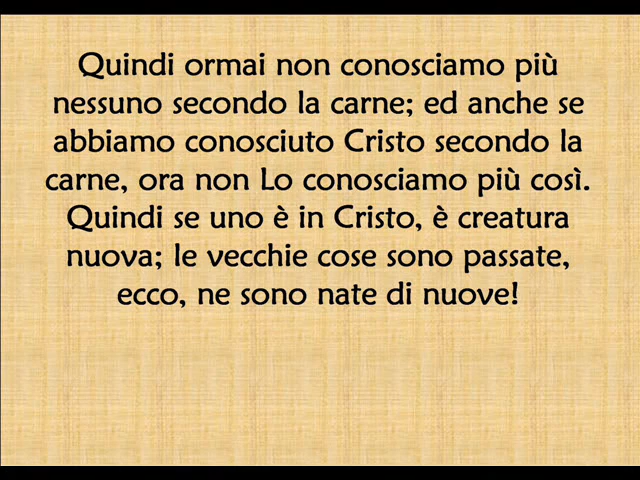 Quindi ormai non conosciamo più
nessuno secondo la carne; ed anche se
abbiamo conosciuto Cristo secondo la
carne, ora non Lo conosciamo più così.
Quindi se uno è in Cristo, è creatura
nuova; le vecchie cose sono passate,
ecco, ne sono nate di nuove!